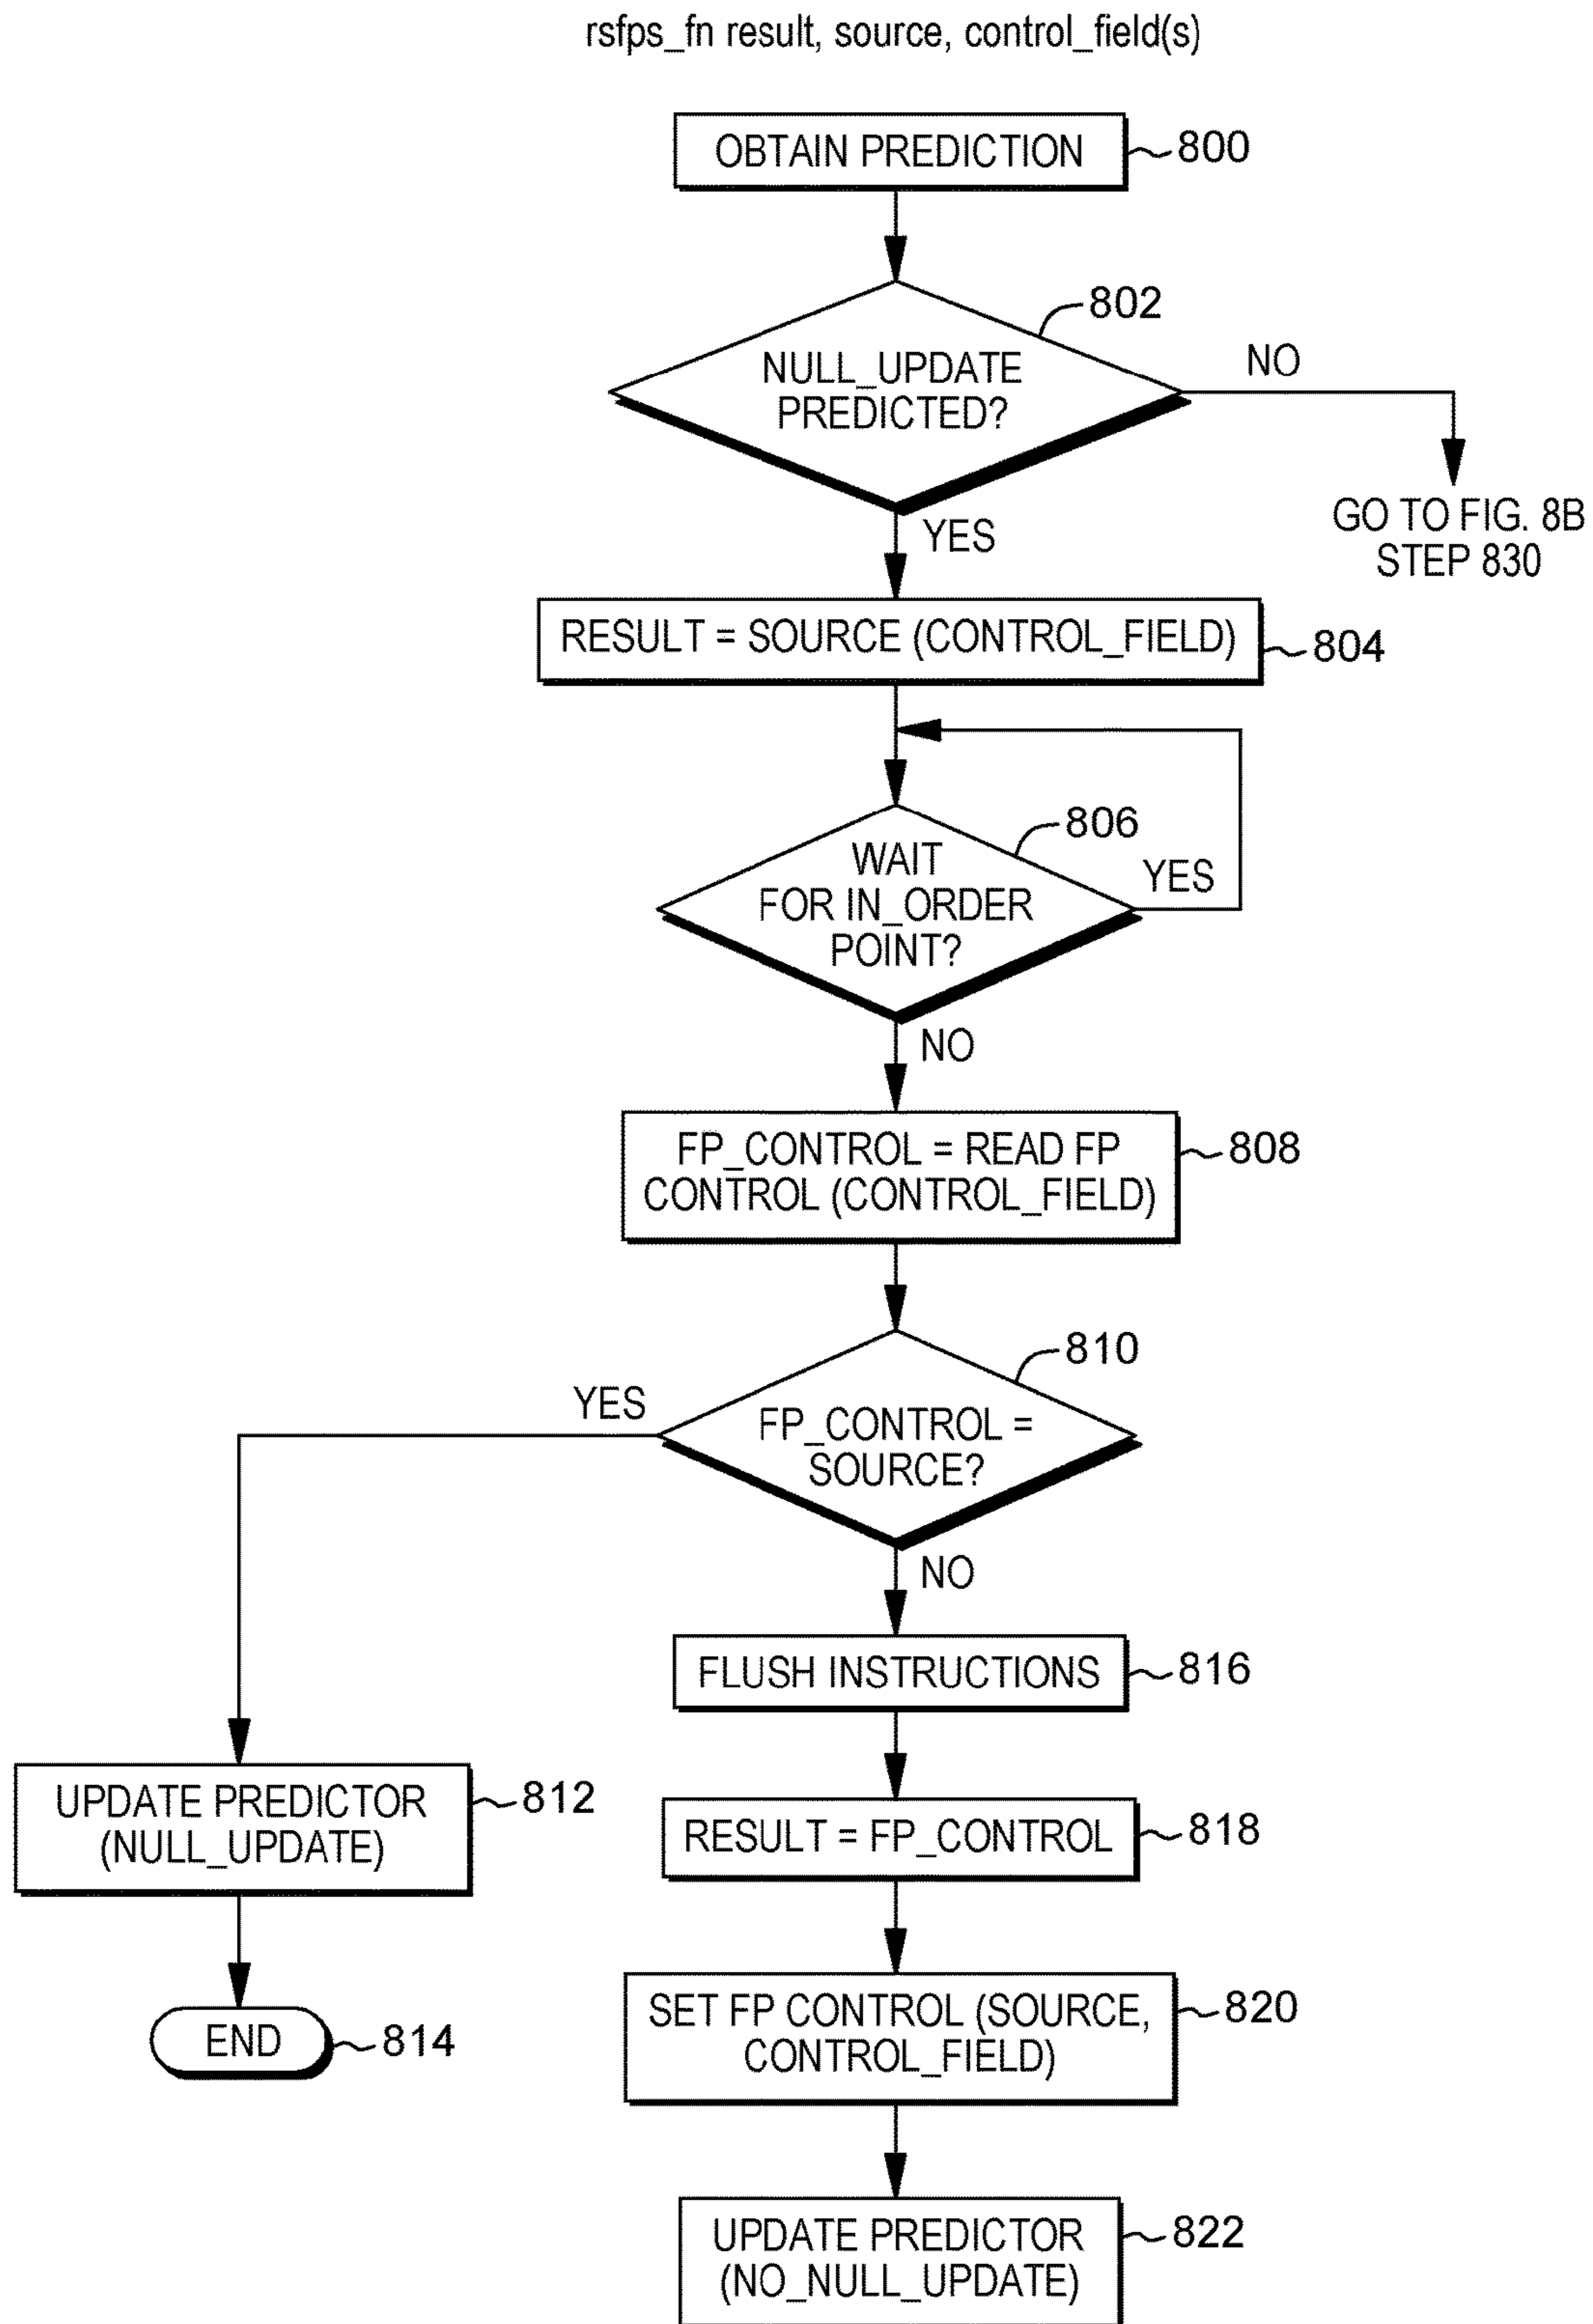 rsfps_fn result, source, control_field(s)
OBTAIN PREDICTION
800
802
NULL_UPDATE
PREDICTED?
NO
YES
GO TO FIG. 8B
STEP 830
RESULT = SOURCE (CONTROL_FIELD)
804
806
WAIT
FOR IN_ORDER
POINT?
YES
NO
FP_CONTROL = READ FP
CONTROL (CONTROL_FIELD)
808
810
FP_CONTROL =
SOURCE?
YES
NO
FLUSH INSTRUCTIONS
816
UPDATE PREDICTOR
(NULL_UPDATE)
812
RESULT = FP_CONTROL
818
END
814
SET FP CONTROL (SOURCE,
CONTROL_FIELD)
820
UPDATE PREDICTOR
(NO_NULL_UPDATE)
822